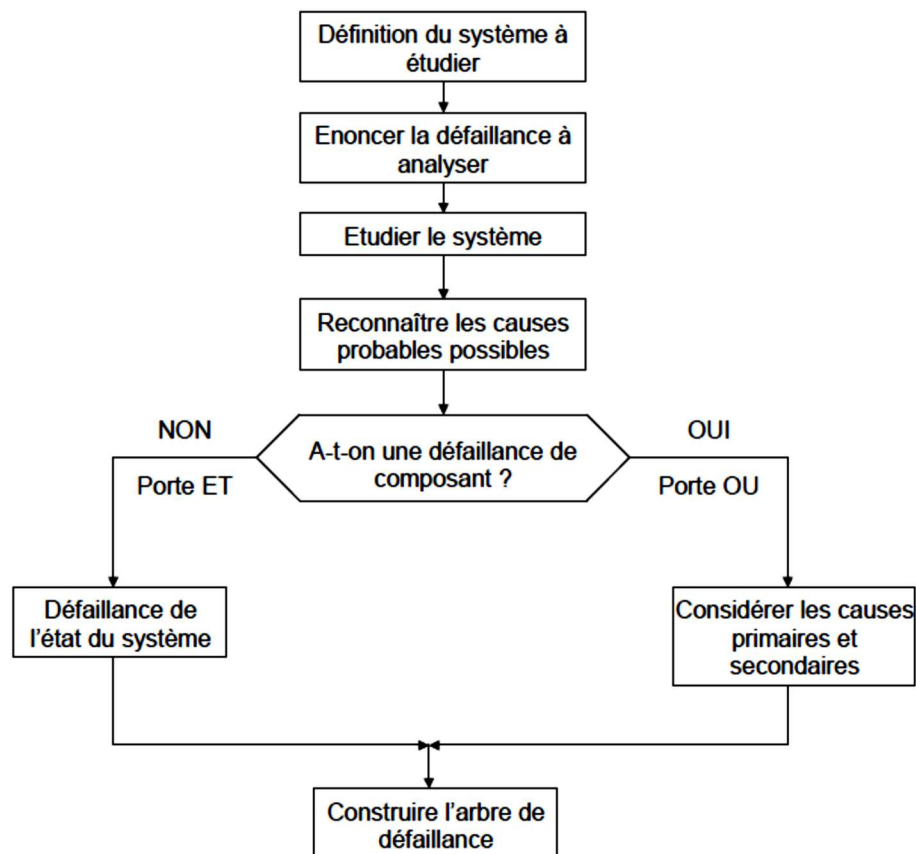 Définition du système à
étudier
Enoncer la défaillance à
analyser
Etudier le système
Reconnaître les causes
probables possibles
NON
OUI
A-t-on une défaillance de
composant ?
Porte ET
Porte OU
Défaillance de
l'état du système
Considérer les causes
primaires et
secondaires
Construire l'arbre de
défaillance